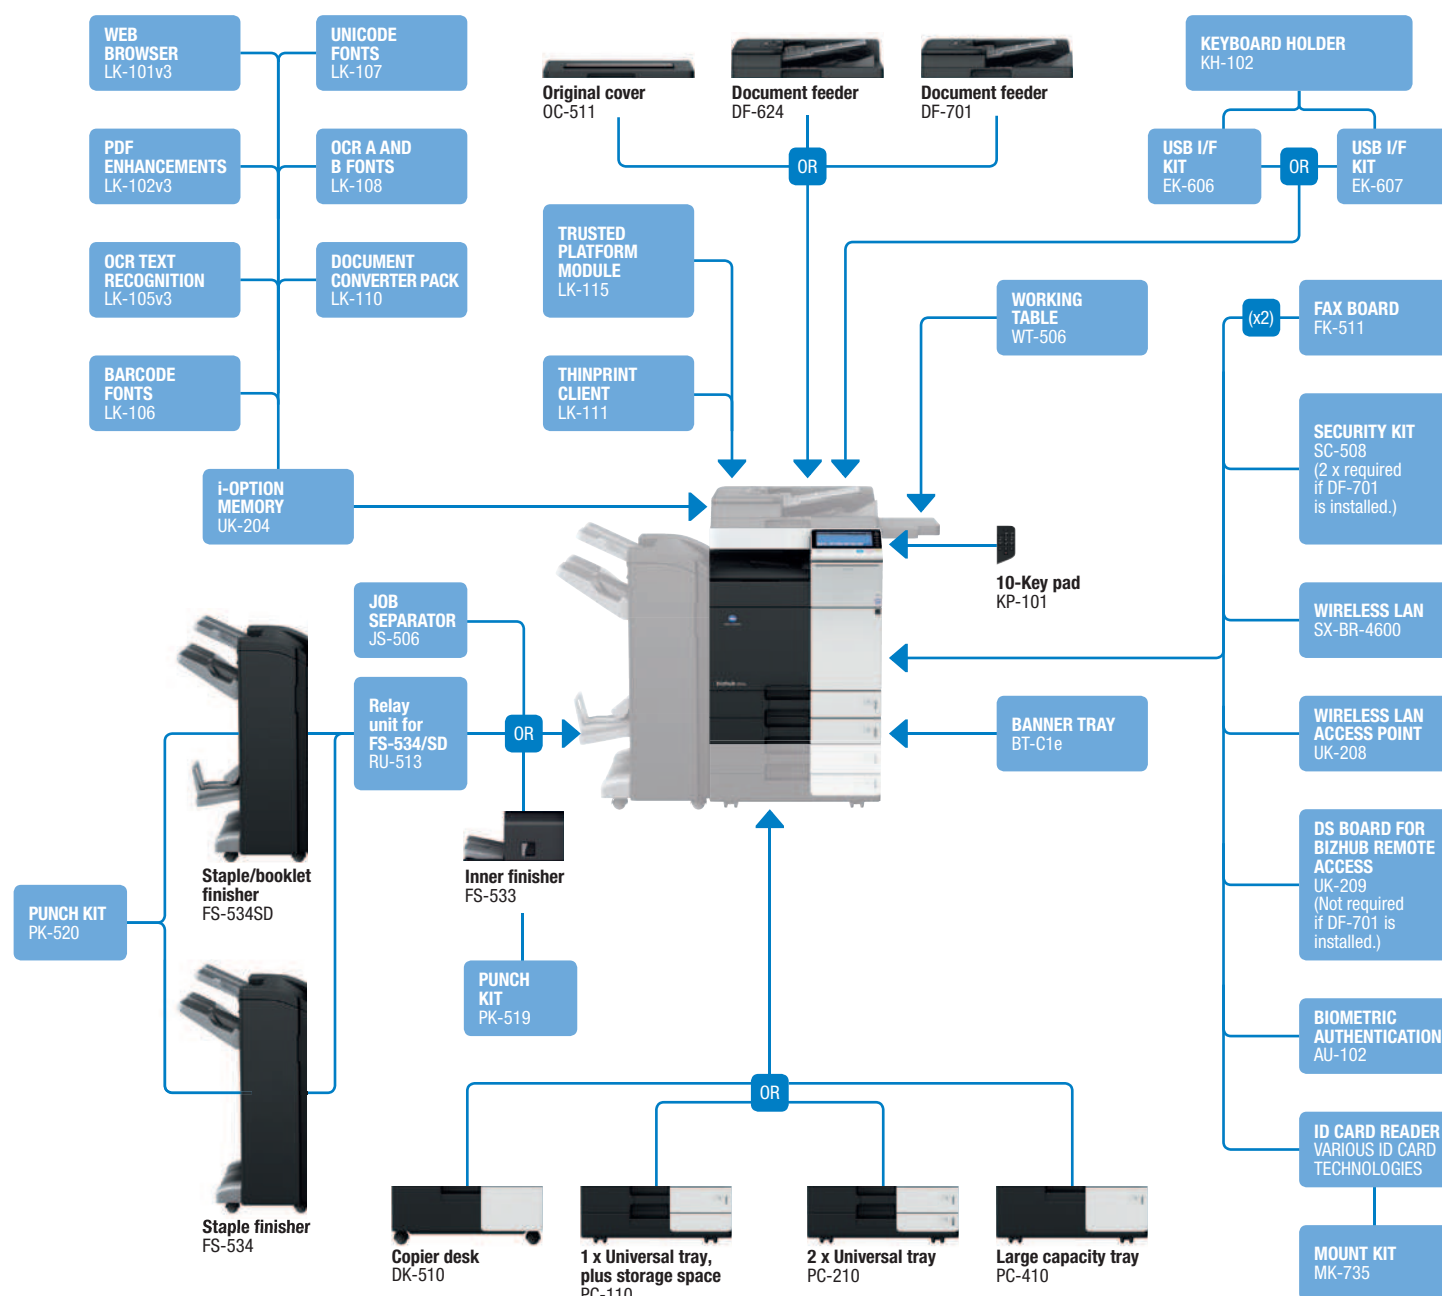 WEB
BROWSER
LK-101v3
UNICODE
FONTS
LK-107
PDF
ENHANCEMENTS
LK-102v3
OCR A AND
B FONTS
LK-108
OCR TEXT
RECOGNITION
LK-105v3
DOCUMENT
CONVERTER PACK
LK-110
BARCODE
FONTS
LK-106
i-OPTION
MEMORY
UK-204
Original cover
OC-511
Document feeder
DF-624
Document feeder
DF-701
OR
KEYBOARD HOLDER
KH-102
USB I/F
KIT
EK-606
OR
USB I/F
KIT
EK-607
TRUSTED
PLATFORM
MODULE
LK-115
THINPRINT
CLIENT
LK-111
WORKING
TABLE
WT-506
(x2)
FAX BOARD
FK-511
SECURITY KIT
SC-508
(2 x required
if DF-701
is installed.)
10-Key pad
KP-101
WIRELESS LAN
SX-BR-4600
WIRELESS LAN
ACCESS POINT
UK-208
DS BOARD FOR
BIZHUB REMOTE
ACCESS
UK-209
(Not required
if DF-701 is
installed.)
BIOMETRIC
AUTHENTICATION
AU-102
ID CARD READER
VARIOUS ID CARD
TECHNOLOGIES
MOUNT KIT
MK-735
BANNER TRAY
BT-C1e
bizhub
JOB
SEPARATOR
JS-506
Relay
unit for
FS-534/SD
RU-513
OR
Inner finisher
FS-533
PUNCH
KIT
PK-519
Staple/booklet
finisher
FS-534SD
PUNCH KIT
PK-520
Staple finisher
FS-534
OR
Copier desk
DK-510
1 x Universal tray,
plus storage space
PC-110
2 x Universal tray
PC-210
Large capacity tray
PC-410